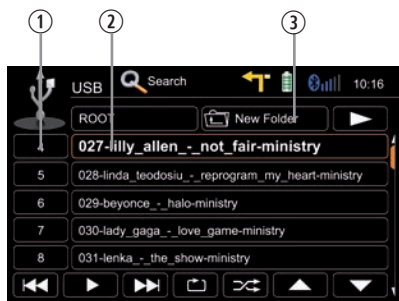 1 2 3
USB Search 10:16
ROOT New Folder
4 027-lilly_allen_-_not_fair-ministry
5 028-linda_teodosiu_-_reprogram_my_heart-ministry
6 029-beyonce_-_halo-ministry
7 030-lady_gaga_-_love_game-ministry
8 031-lenka_-_the_show-ministry